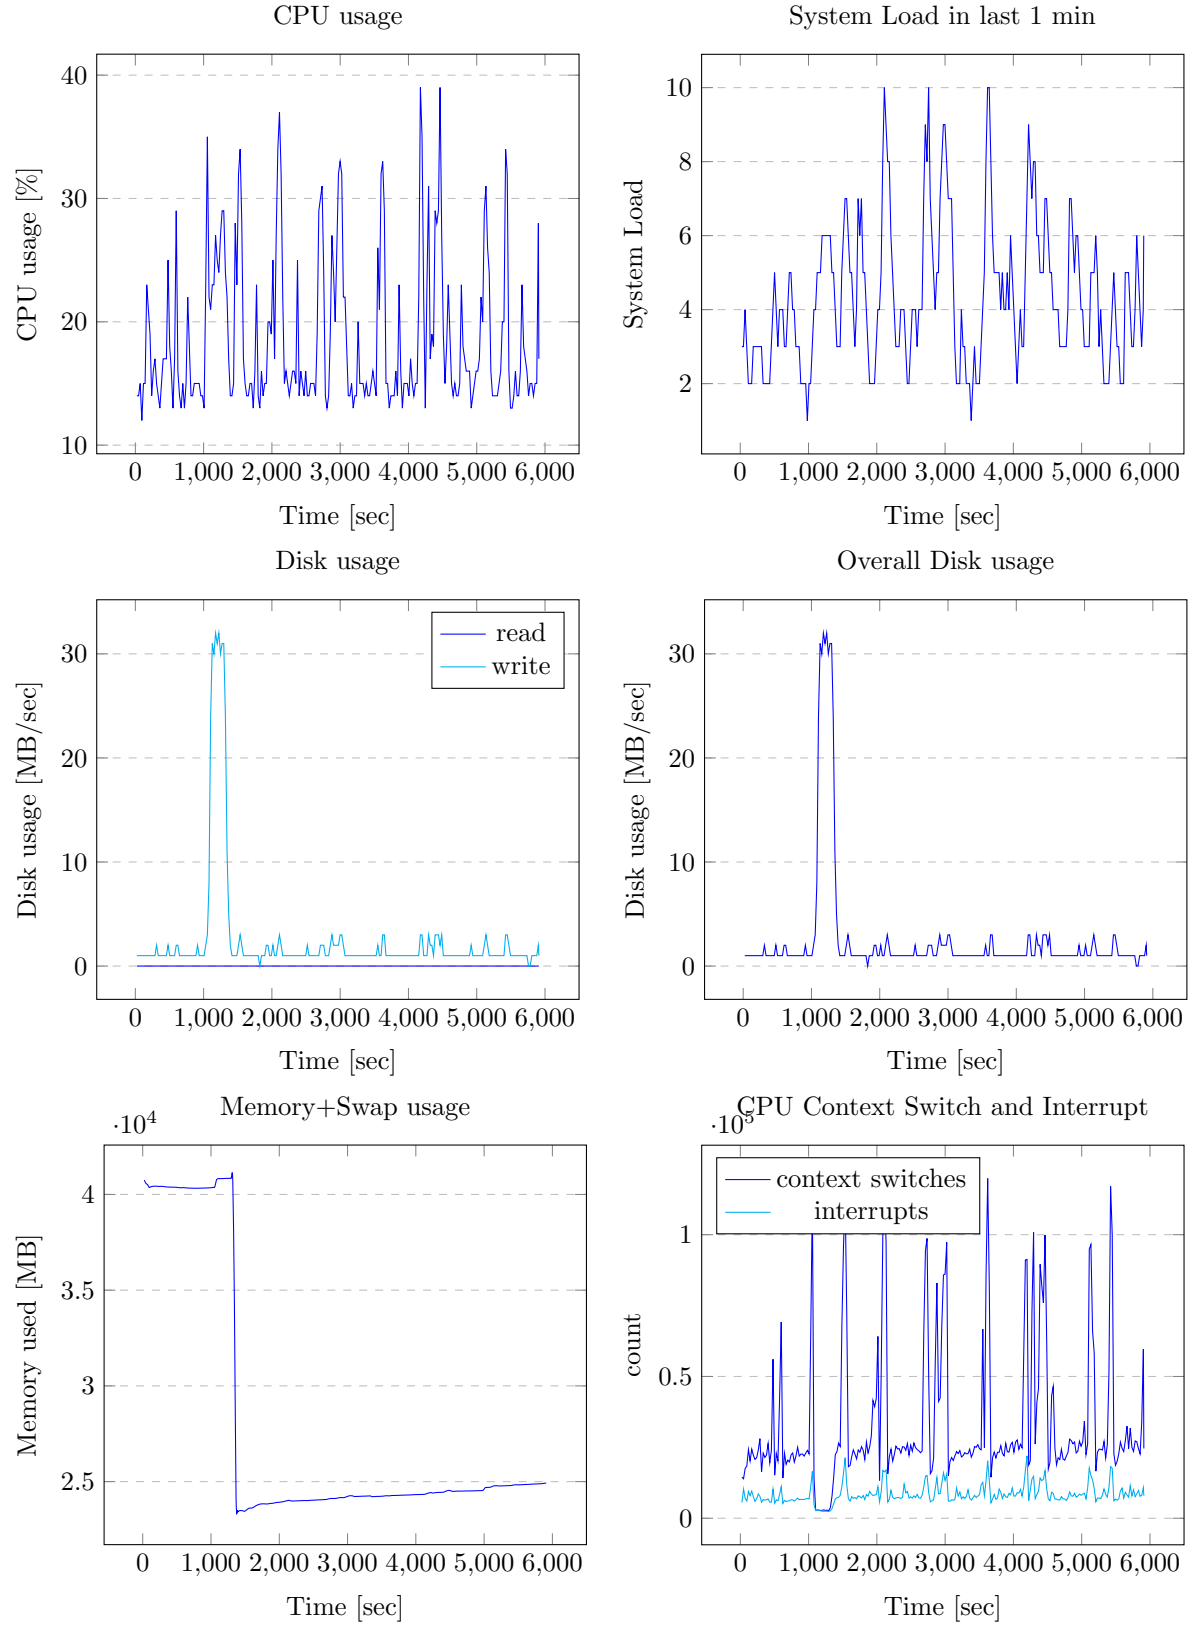 CPU usage
CPU usage [%]
40
30
20
10
0 1,000 2,000 3,000 4,000 5,000 6,000
Time [sec]
System Load in last 1 min
System Load
10
8
6
4
2
0 1,000 2,000 3,000 4,000 5,000 6,000
Time [sec]
Disk usage
Disk usage [MB/sec]
read
write
30
20
10
0
0 1,000 2,000 3,000 4,000 5,000 6,000
Time [sec]
Overall Disk usage
Disk usage [MB/sec]
30
20
10
0
0 1,000 2,000 3,000 4,000 5,000 6,000
Time [sec]
Memory+Swap usage
·10⁴
Memory used [MB]
4
3.5
3
2.5
0 1,000 2,000 3,000 4,000 5,000 6,000
Time [sec]
CPU Context Switch and Interrupt
·10⁵
count
context switches
interrupts
1
0.5
0
0 1,000 2,000 3,000 4,000 5,000 6,000
Time [sec]